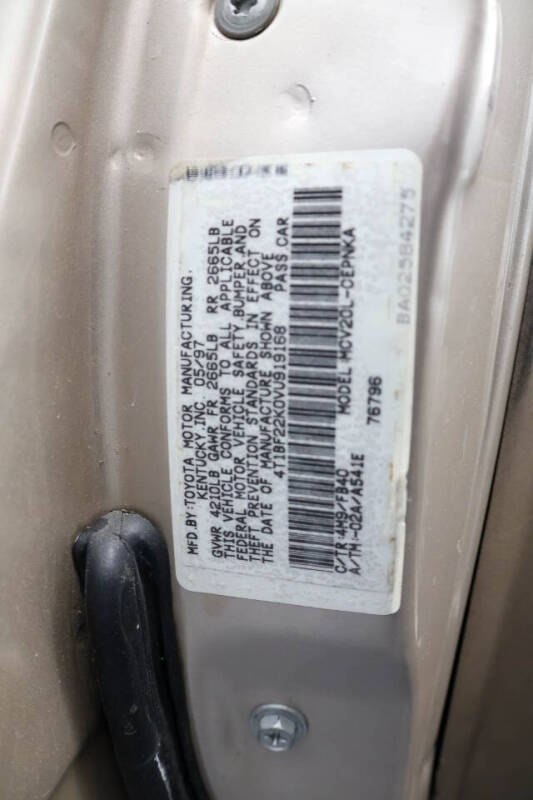 MFD.BY:TOYOTA MOTOR MANUFACTURING,
KENTUCKY,INC. 05/97
GVWR 4210LB GAWR FR 2665LB RR 2665LB
THIS VEHICLE CONFORMS TO ALL APPLICABLE
FEDERAL MOTOR VEHICLE SAFETY,BUMPER,AND
THEFT PREVENTION STANDARDS IN EFFECT ON
THE DATE OF MANUFACTURE SHOWN ABOVE
4T1BF22K0VU919168 PASS CAR
C/TR:4M9/FB40 MODEL MCV20L-CEPNKA
A/TM:-02A/A541E 76796
BA02584275